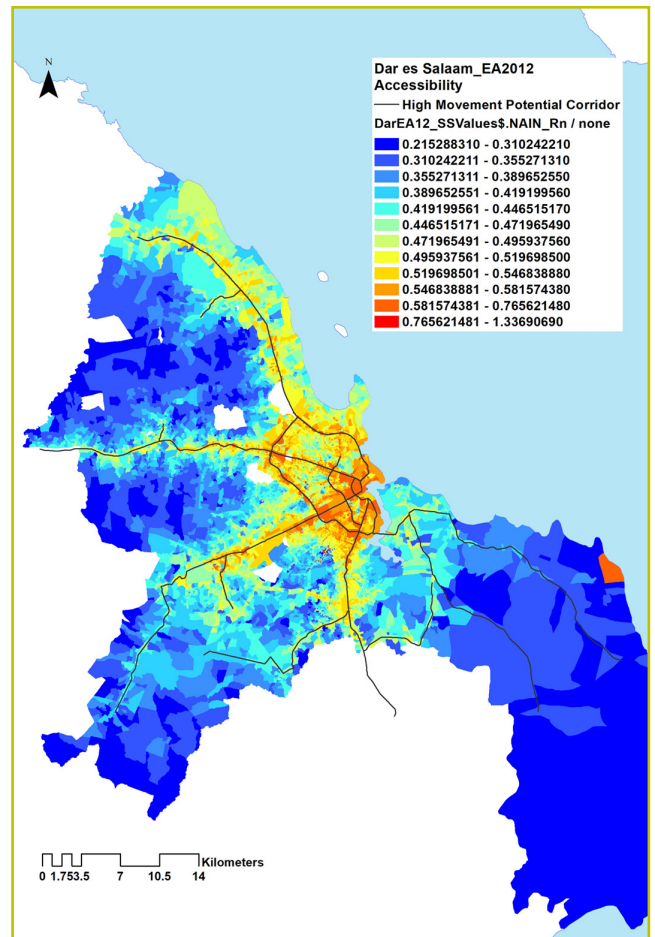 N
Dar es Salaam_EA2012
Accessibility
High Movement Potential Corridor
DarEA12_SSValues$.NAIN_Rn / none
0.215288310 - 0.310242210
0.310242211 - 0.355271310
0.355271311 - 0.389652550
0.389652551 - 0.419199560
0.419199561 - 0.446515170
0.446515171 - 0.471965490
0.471965491 - 0.495937560
0.495937561 - 0.519698500
0.519698501 - 0.546838880
0.546838881 - 0.581574380
0.581574381 - 0.765621480
0.765621481 - 1.33690690
Kilometers
0 1.753.5 7 10.5 14